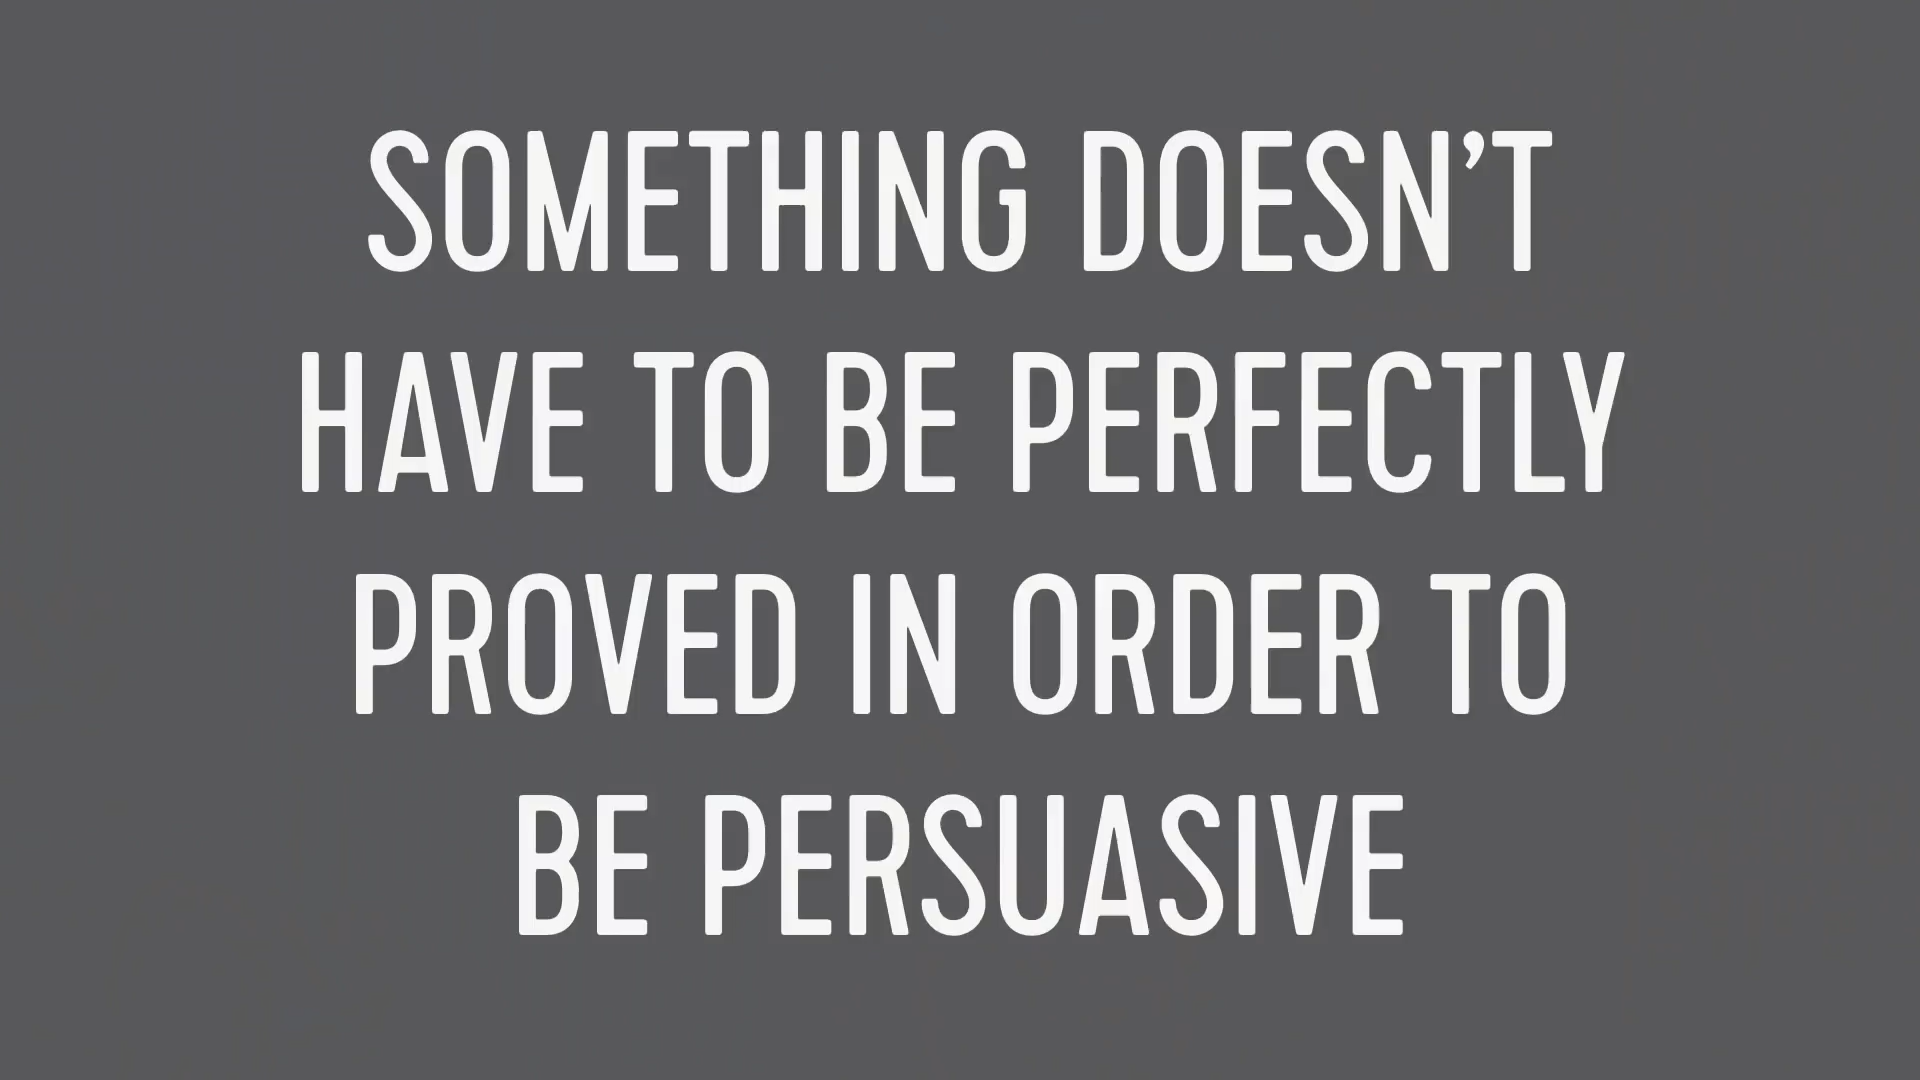 SOMETHING DOESN’T
HAVE TO BE PERFECTLY
PROVED IN ORDER TO
BE PERSUASIVE